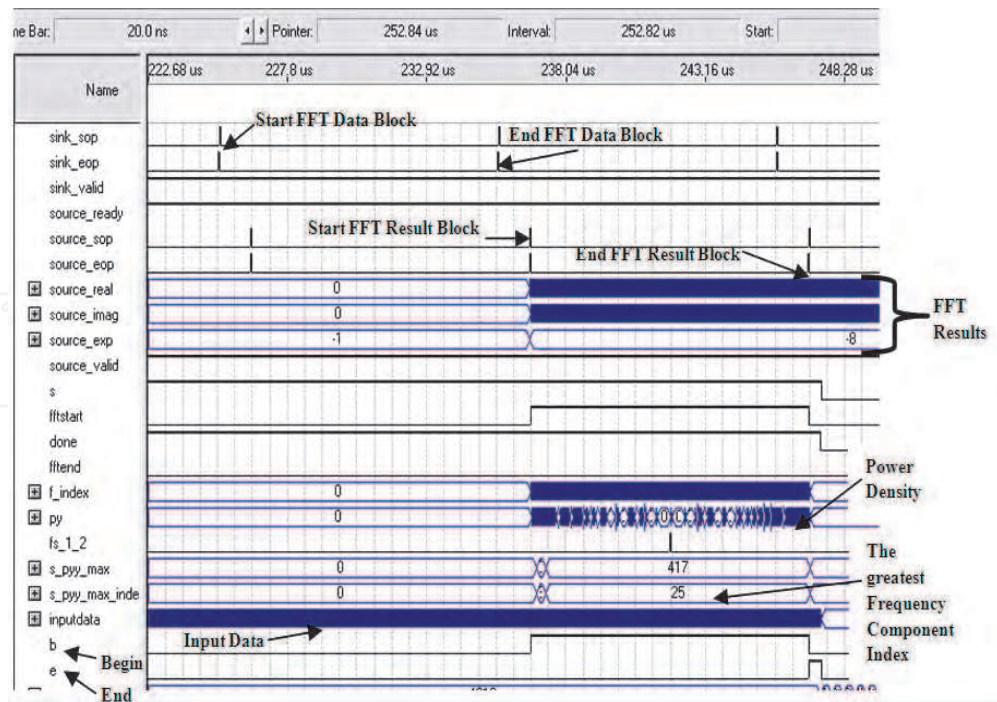 ne Bar: 20.0 ns Pointer: 252.84 us Interval: 252.82 us Start:
Name 222.68 us 227.8 us 232.92 us 238.04 us 243.16 us 248.28 us
sink_sop
Start FFT Data Block
End FFT Data Block
sink_eop
sink_valid
source_ready
source_sop
Start FFT Result Block
source_eop
End FFT Result Block
source_real 0
source_imag 0
FFT
Results
source_exp -1 -8
source_valid
s
fftstart
done
fftend
Power
Density
f_index 0
py 0
fs_1_2
s_pyy_max 0 417
s_pyy_max_inde 0 25
The
greatest
Frequency
Component
Index
inputdata
Input Data
b
Begin
e
End